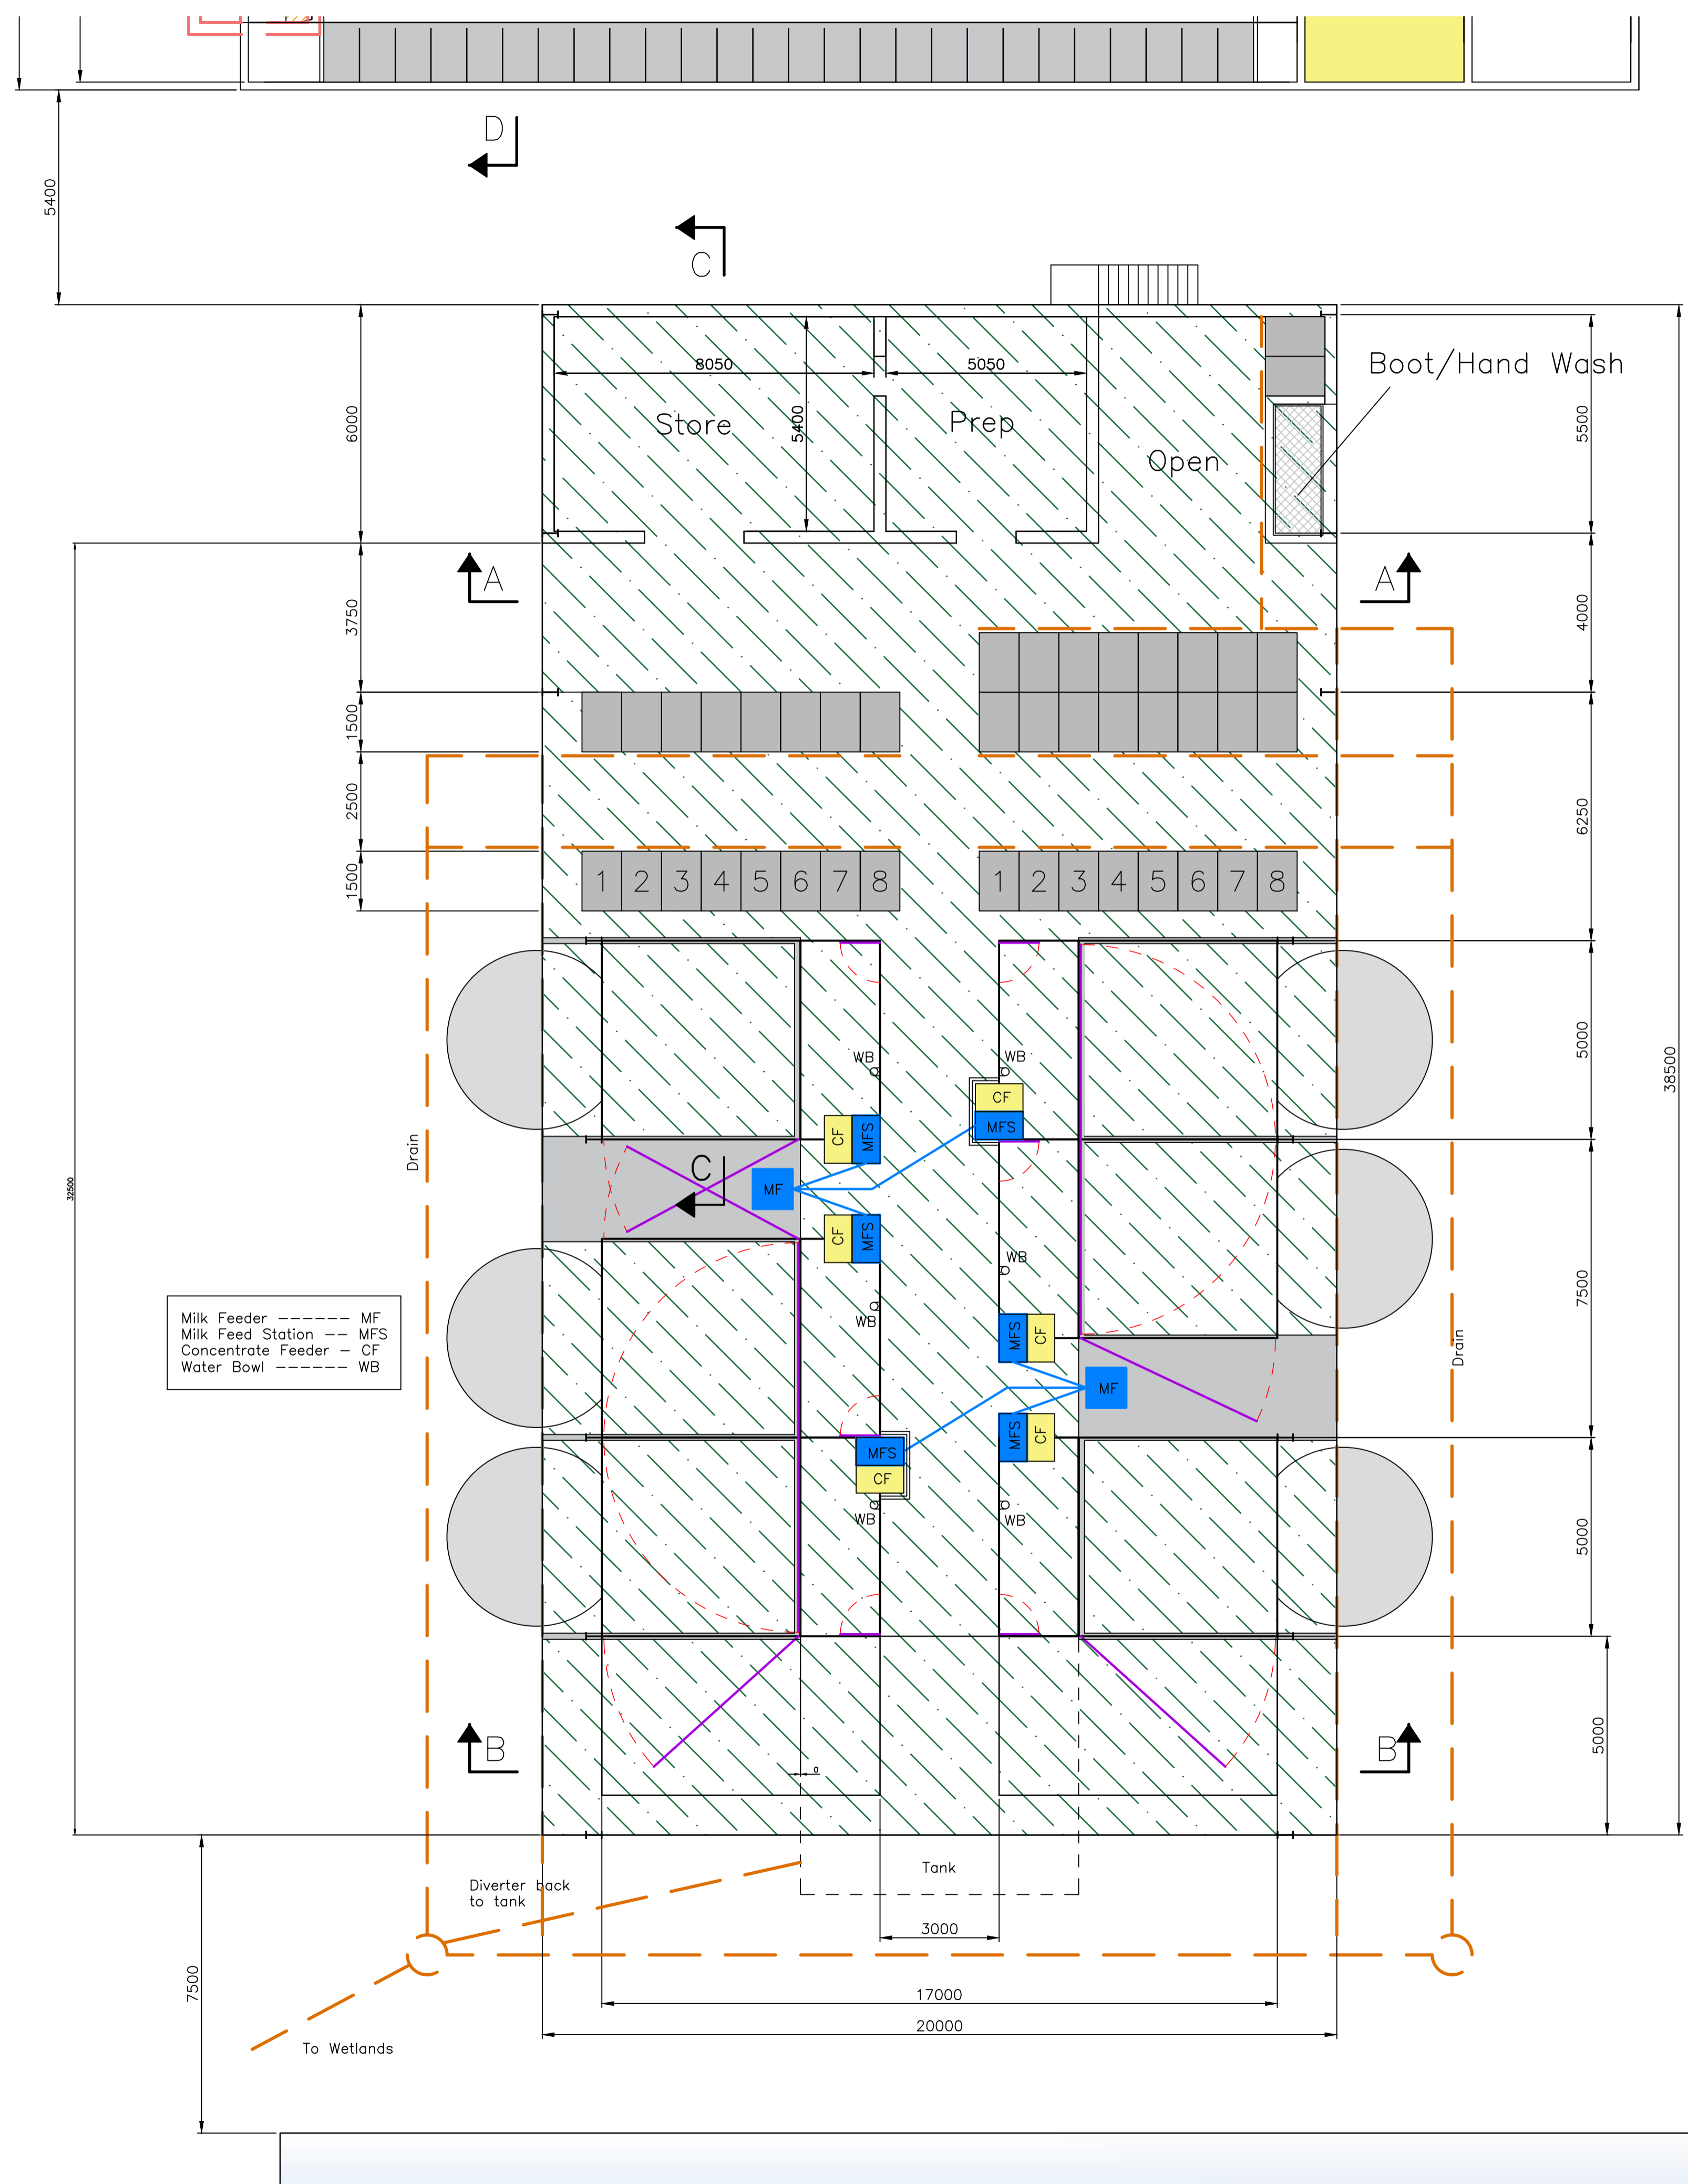 D
5400
C
8050
5050
Boot/Hand Wash
6000
Store
5400
Prep
5500
Open
A
A
3750
4000
1500
2500
6250
1500
1 2 3 4 5 6 7 8
1 2 3 4 5 6 7 8
WB
WB
5000
38500
CF
MFS
CF
MFS
Drain
C
MF
32500
CF
MFS
WB
WB
WB
7500
Milk Feeder ------ MF
Milk Feed Station -- MFS
Concentrate Feeder - CF
Water Bowl ------ WB
MFS
CF
Drain
MF
MFS
CF
MFS
CF
WB
WB
5000
B
B
5000
0
Tank
Diverter back
to tank
3000
7500
17000
20000
To Wetlands